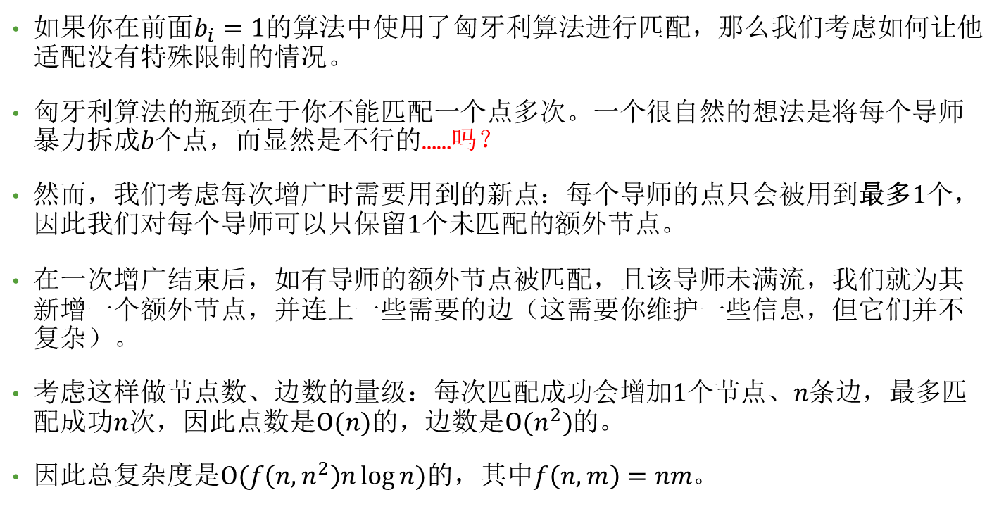 • 如果你在前面b_i = 1的算法中使用了匈牙利算法进行匹配，那么我们考虑如何让他
适配没有特殊限制的情况。
• 匈牙利算法的瓶颈在于你不能匹配一个点多次。一个很自然的想法是将每个导师
暴力拆成b个点，而显然是不行的......吗？
• 然而，我们考虑每次增广时需要用到的新点：每个导师的点只会被用到最多1个，
因此我们对每个导师可以只保留1个未匹配的额外节点。
• 在一次增广结束后，如有导师的额外节点被匹配，且该导师未满流，我们就为其
新增一个额外节点，并连上一些需要的边（这需要你维护一些信息，但它们并不
复杂）。
• 考虑这样做节点数、边数的量级：每次匹配成功会增加1个节点、n条边，最多匹
配成功n次，因此点数是O(n)的，边数是O(n²)的。
• 因此总复杂度是O(f(n, n²)n log n)的，其中f(n, m) = nm。